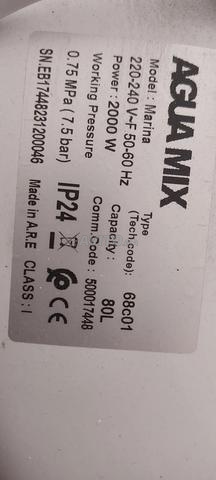 AGUA MIX
Model : Marina Type (Tech.code): 68c01
220-240 V~F 50-60 Hz
Power : 2000 W Capacity : 80L
Working Pressure Comm.Code : 500017448
0.75 MPa (7.5 bar) IP24 CE
SN.EB17448231200046 Made in A.R.E CLASS : I